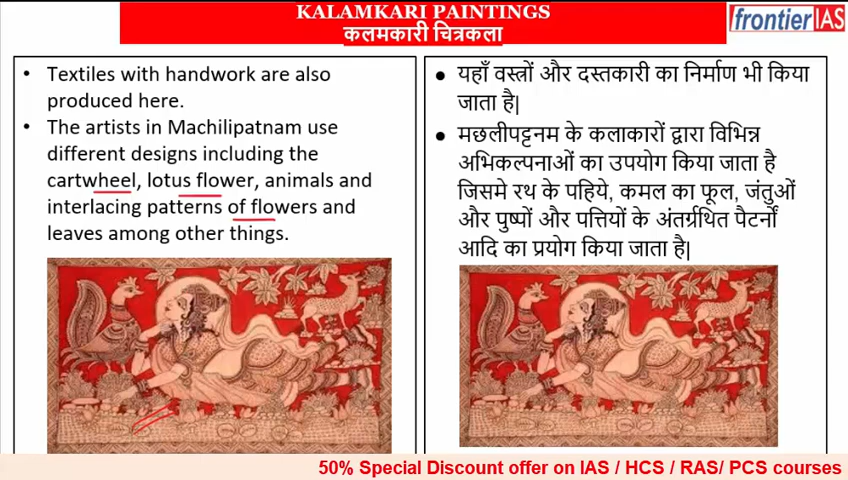 KALAMKARI PAINTINGS
कलमकारी चित्रकला
frontierIAS
• Textiles with handwork are also
produced here.
• The artists in Machilipatnam use
different designs including the
cartwheel, lotus flower, animals and
interlacing patterns of flowers and
leaves among other things.
• यहाँ वस्त्रों और दस्तकारी का निर्माण भी किया
जाता है|
• मछलीपट्टनम के कलाकारों द्वारा विभिन्न
अभिकल्पनाओं का उपयोग किया जाता है
जिसमे रथ के पहिये, कमल का फूल, जंतुओं
और पुष्पों और पत्तियों के अंतर्ग्रथित पैटर्नों
आदि का प्रयोग किया जाता है|
50% Special Discount offer on IAS / HCS / RAS/ PCS courses